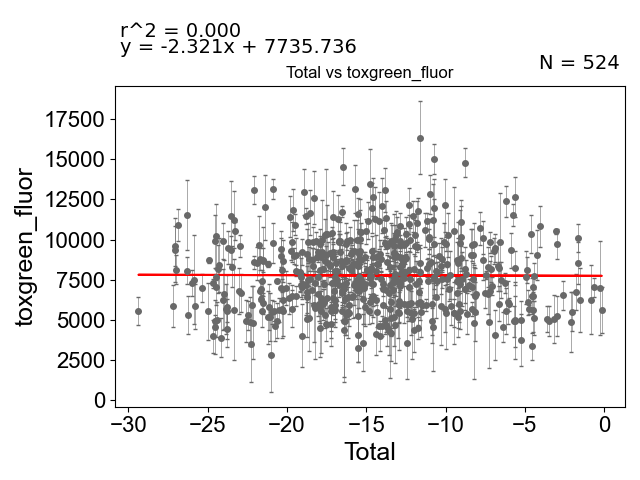 r^2 = 0.000
y = -2.321x + 7735.736
N = 524
Total vs toxgreen_fluor
17500
15000
12500
10000
7500
5000
2500
0
toxgreen_fluor
−30
−25
−20
−15
−10
−5
0
Total